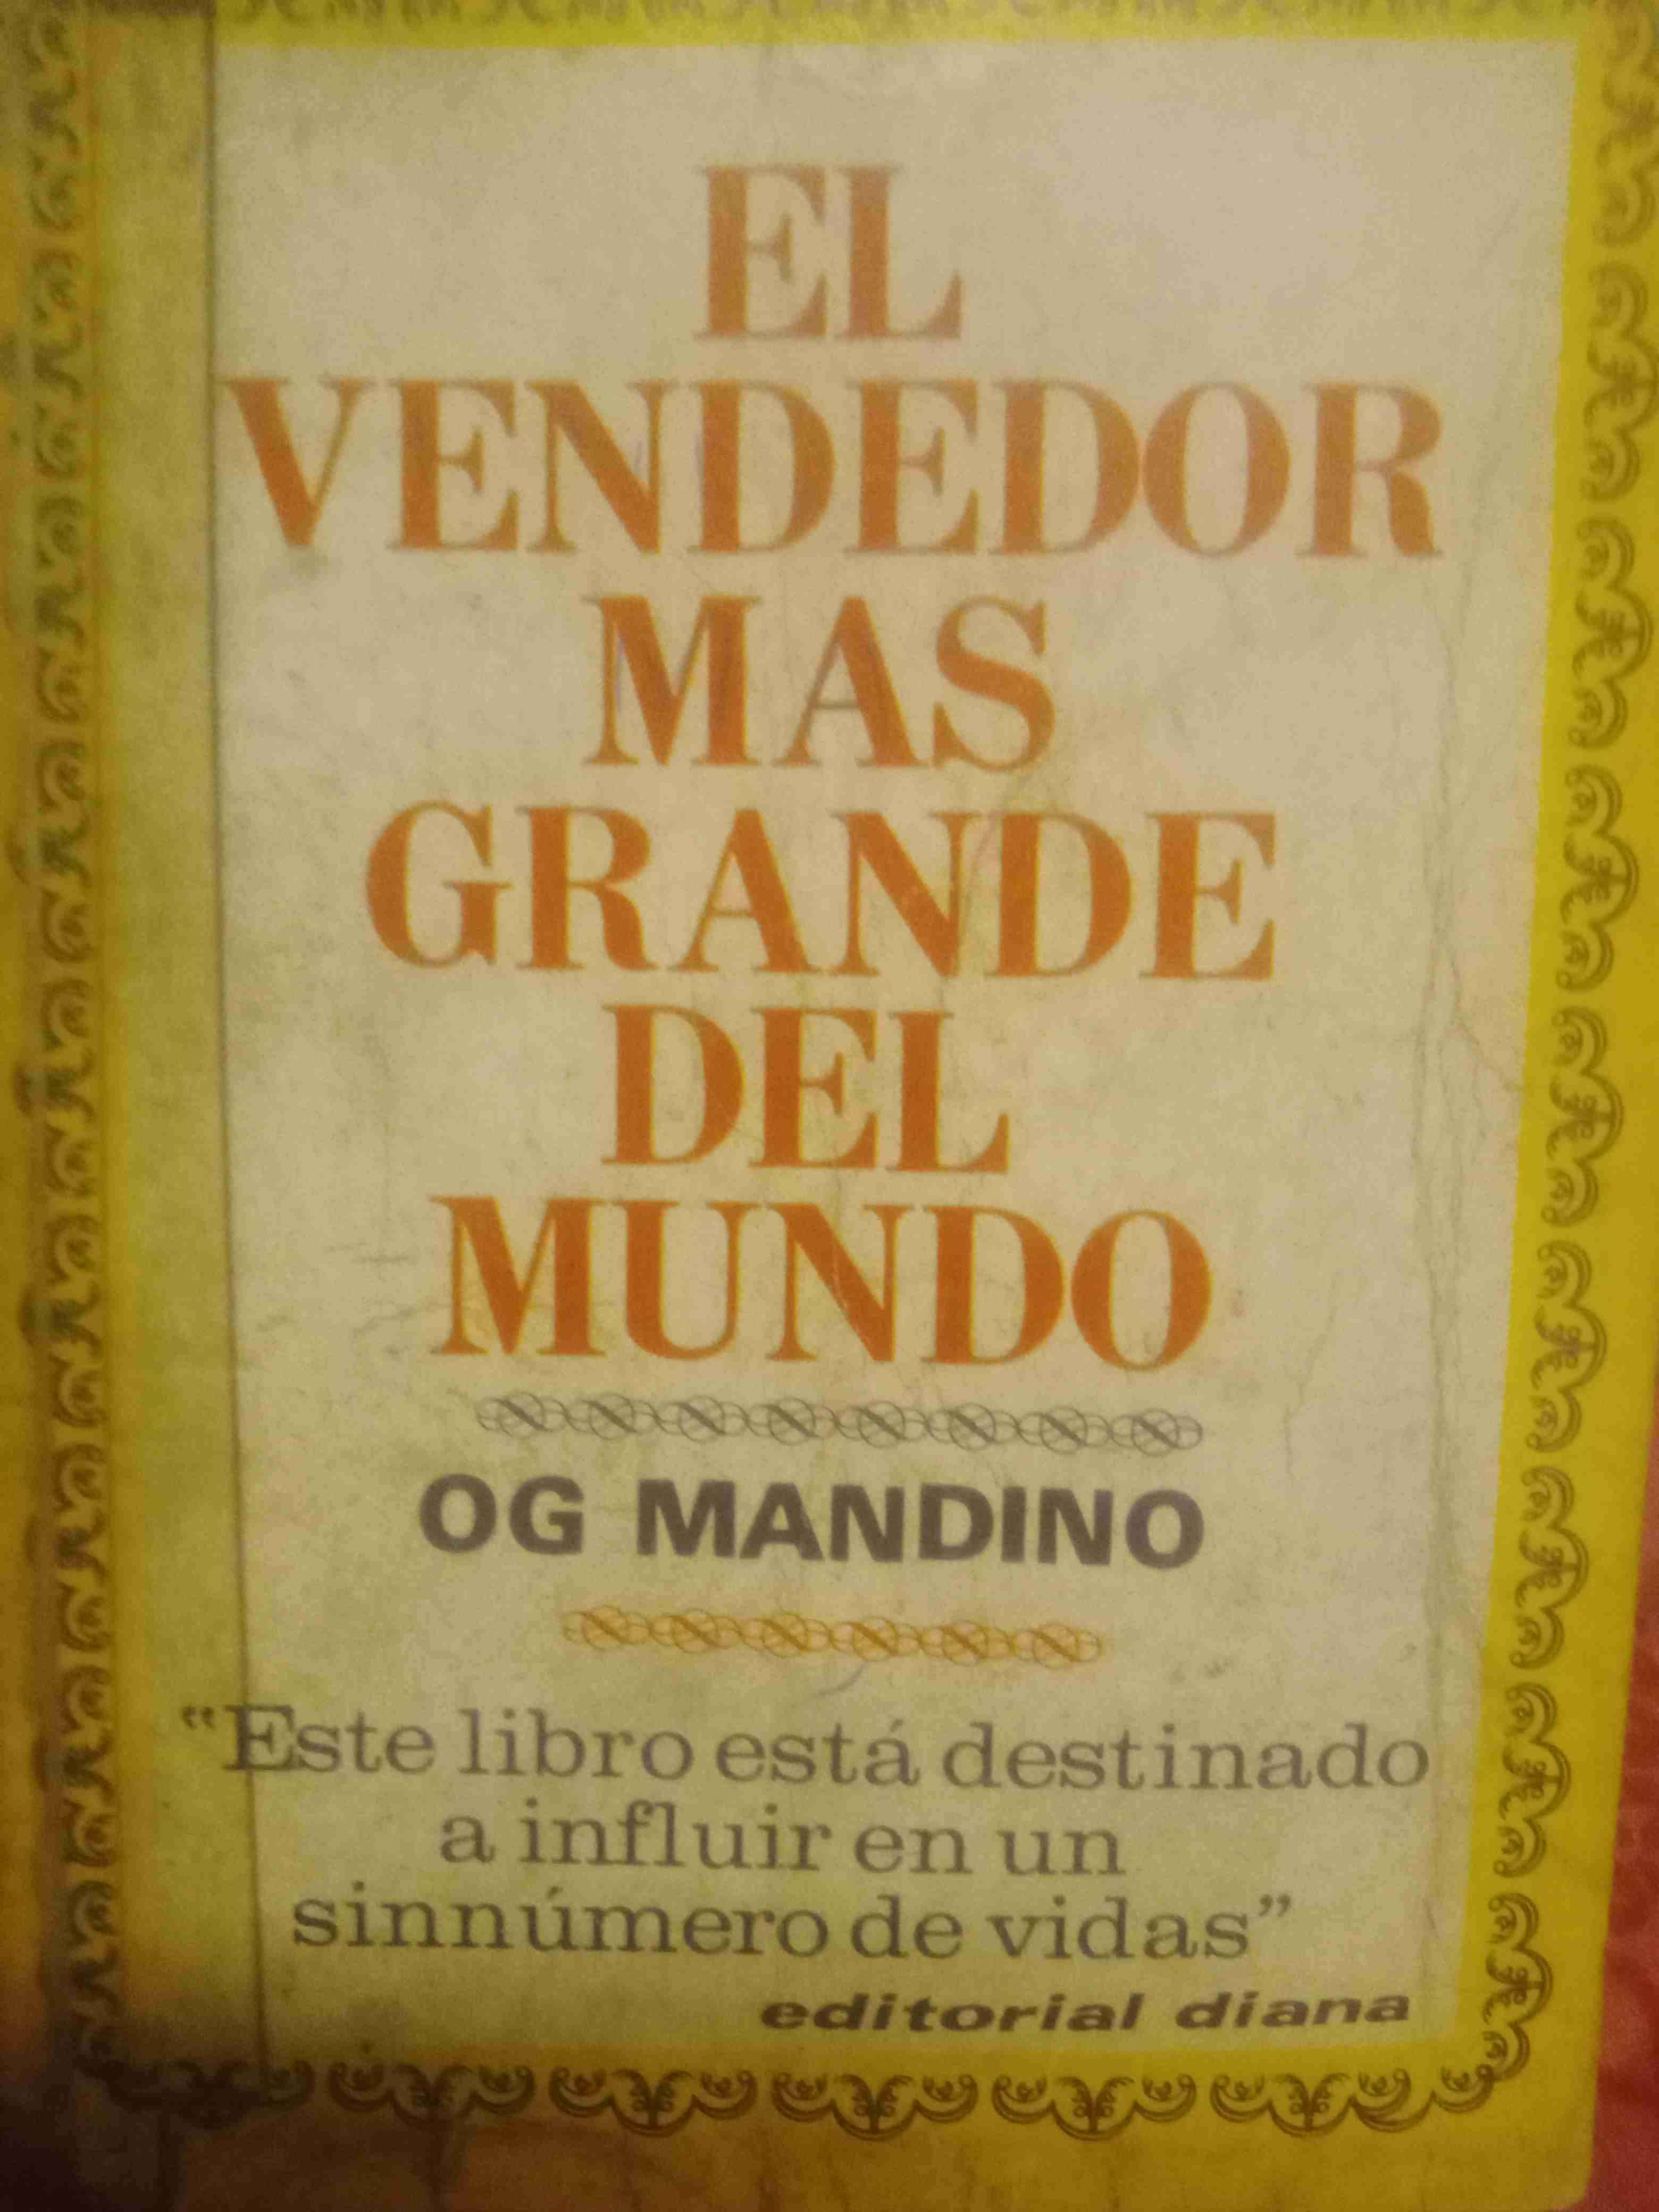 EL
VENDEDOR
MAS
GRANDE
DEL
MUNDO
OG MANDINO
"Este libro está destinado
a influir en un
sinnúmero de vidas”
editorial diana